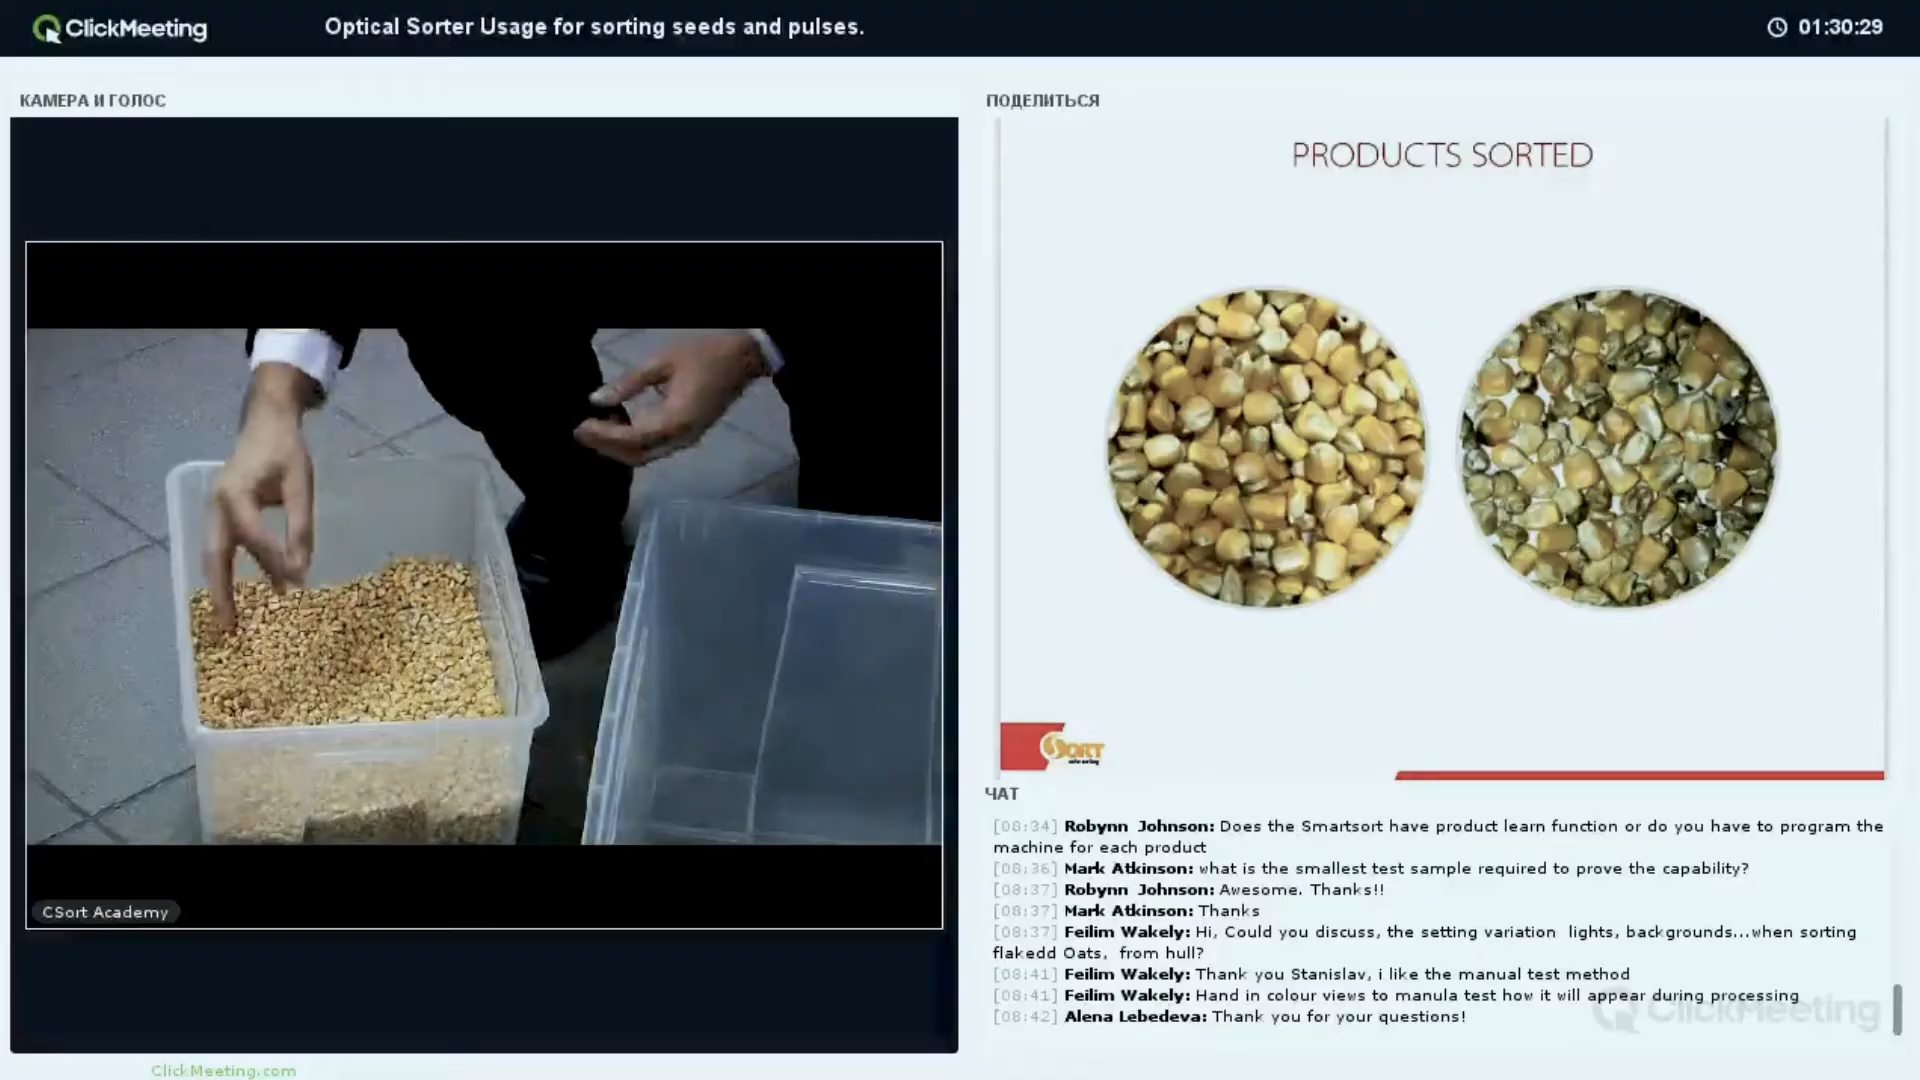 ClickMeeting
Optical Sorter Usage for sorting seeds and pulses.
01:30:29
КАМЕРА И ГОЛОС
CSort Academy
ClickMeeting.com
ПОДЕЛИТЬСЯ
PRODUCTS SORTED
SORT
ЧАТ
[08:34] Robynn Johnson: Does the Smartsort have product learn function or do you have to program the
machine for each product
[08:36] Mark Atkinson: what is the smallest test sample required to prove the capability?
[08:37] Robynn Johnson: Awesome. Thanks!!
[08:37] Mark Atkinson: Thanks
[08:37] Feilim Wakely: Hi, Could you discuss, the setting variation lights, backgrounds...when sorting
flakedd Oats, from hull?
[08:41] Feilim Wakely: Thank you Stanislav, i like the manual test method
[08:41] Feilim Wakely: Hand in colour views to manula test how it will appear during processing
[08:42] Alena Lebedeva: Thank you for your questions!
ClickMeeting